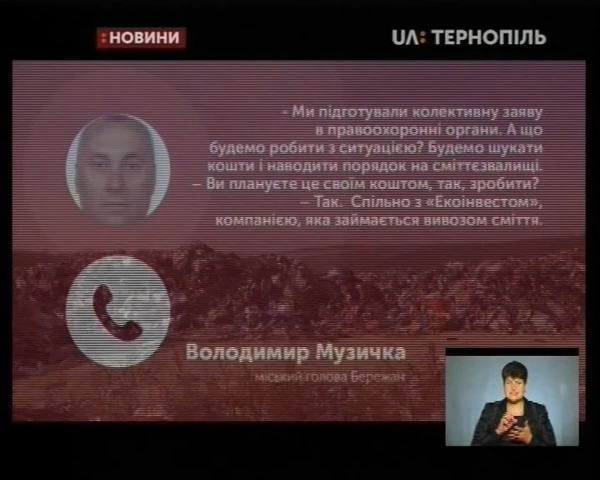 :НОВИНИ
UA: ТЕРНОПІЛЬ
- Ми підготували колективну заяву
в правоохоронні органи. А що
будемо робити з ситуацією? Будемо шукати
кошти і наводити порядок на сміттєзвалищі.
– Ви плануєте це своїм коштом, так, зробити?
– Так. Спільно з «Екоінвестом»,
компанією, яка займається вивозом сміття.
Володимир Музичка
міський голова Бережан